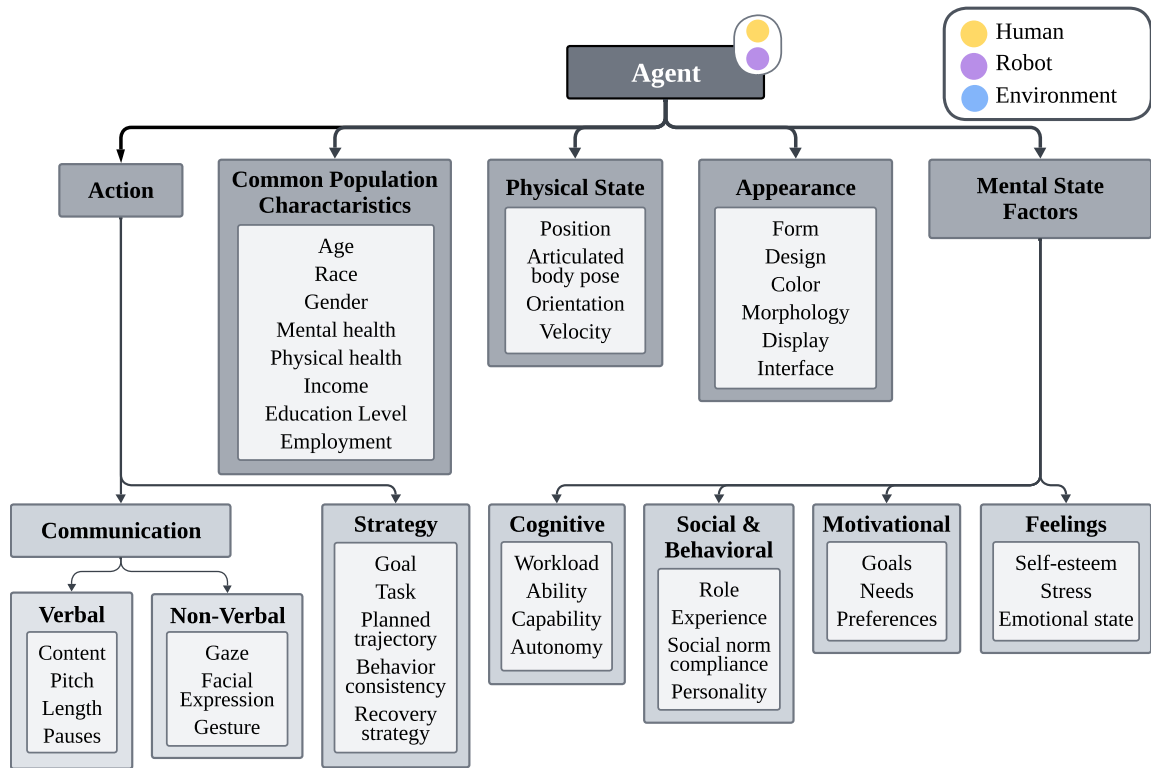 Agent
Human
Robot
Environment
Action
Common Population
Charactaristics
Age
Race
Gender
Mental health
Physical health
Income
Education Level
Employment
Physical State
Position
Articulated
body pose
Orientation
Velocity
Appearance
Form
Design
Color
Morphology
Display
Interface
Mental State
Factors
Communication
Verbal
Content
Pitch
Length
Pauses
Non-Verbal
Gaze
Facial
Expression
Gesture
Strategy
Goal
Task
Planned
trajectory
Behavior
consistency
Recovery
strategy
Cognitive
Workload
Ability
Capability
Autonomy
Social &
Behavioral
Role
Experience
Social norm
compliance
Personality
Motivational
Goals
Needs
Preferences
Feelings
Self-esteem
Stress
Emotional state